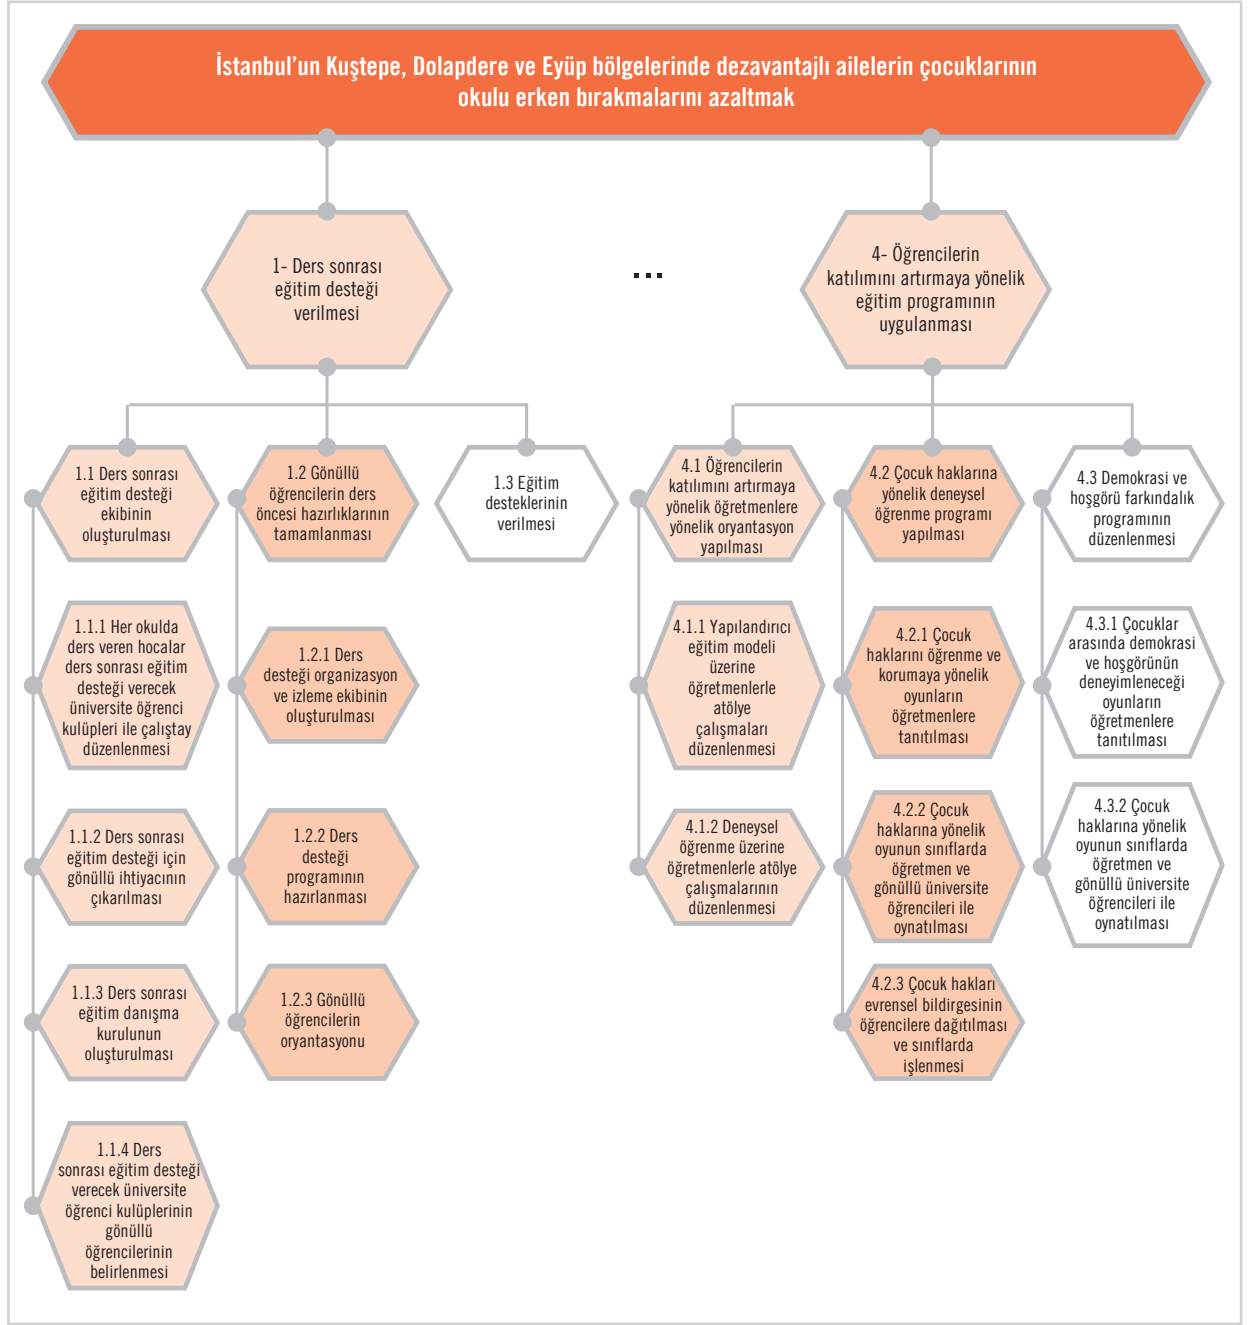 İstanbul'un Kuştepe, Dolapdere ve Eyüp bölgelerinde dezavantajlı ailelerin çocuklarının
okulu erken bırakmalarını azaltmak
1- Ders sonrası
eğitim desteği
verilmesi
...
4- Öğrencilerin
katılımını artırmaya yönelik
eğitim programının
uygulanması
1.1 Ders sonrası
eğitim desteği
ekibinin
oluşturulması
1.2 Gönüllü
öğrencilerin ders
öncesi hazırlıklarının
tamamlanması
1.3 Eğitim
desteklerinin
verilmesi
4.1 Öğrencilerin
katılımını artırmaya
yönelik öğretmenlere
yönelik oryantasyon
yapılması
4.2 Çocuk haklarına
yönelik deneysel
öğrenme programı
yapılması
4.3 Demokrasi ve
hoşgörü farkındalık
programının
düzenlenmesi
1.1.1 Her okulda
ders veren hocalar
ders sonrası eğitim
desteği verecek
üniversite öğrenci
kulüpleri ile çalıştay
düzenlenmesi
1.2.1 Ders
desteği organizasyon
ve izleme ekibinin
oluşturulması
4.1.1 Yapılandırıcı
eğitim modeli
üzerine
öğretmenlerle
atölye
çalışmaları
düzenlenmesi
4.2.1 Çocuk
haklarını öğrenme ve
korumaya yönelik
oyunların
öğretmenlere
tanıtılması
4.3.1 Çocuklar
arasında demokrasi
ve hoşgörünün
deneyimleneceği
oyunların
öğretmenlere
tanıtılması
1.1.2 Ders sonrası
eğitim desteği için
gönüllü ihtiyacının
çıkarılması
1.2.2 Ders
desteği
programının
hazırlanması
4.1.2 Deneysel
öğrenme üzerine
öğretmenlerle atölye
çalışmalarının
düzenlenmesi
4.2.2 Çocuk
haklarına yönelik
oyunun sınıflarda
öğretmen ve
gönüllü üniversite
öğrencileri ile
oynatılması
4.3.2 Çocuk
haklarına yönelik
oyunun sınıflarda
öğretmen ve
gönüllü üniversite
öğrencileri ile
oynatılması
1.1.3 Ders sonrası
eğitim danışma
kurulunun
oluşturulması
1.2.3 Gönüllü
öğrencilerin
oryantasyonu
4.2.3 Çocuk hakları
evrensel bildirgesinin
öğrencilere dağıtılması
ve sınıflarda
işlenmesi
1.1.4 Ders
sonrası eğitim desteği
verecek üniversite
öğrenci kulüplerinin
gönüllü
öğrencilerinin
belirlenmesi